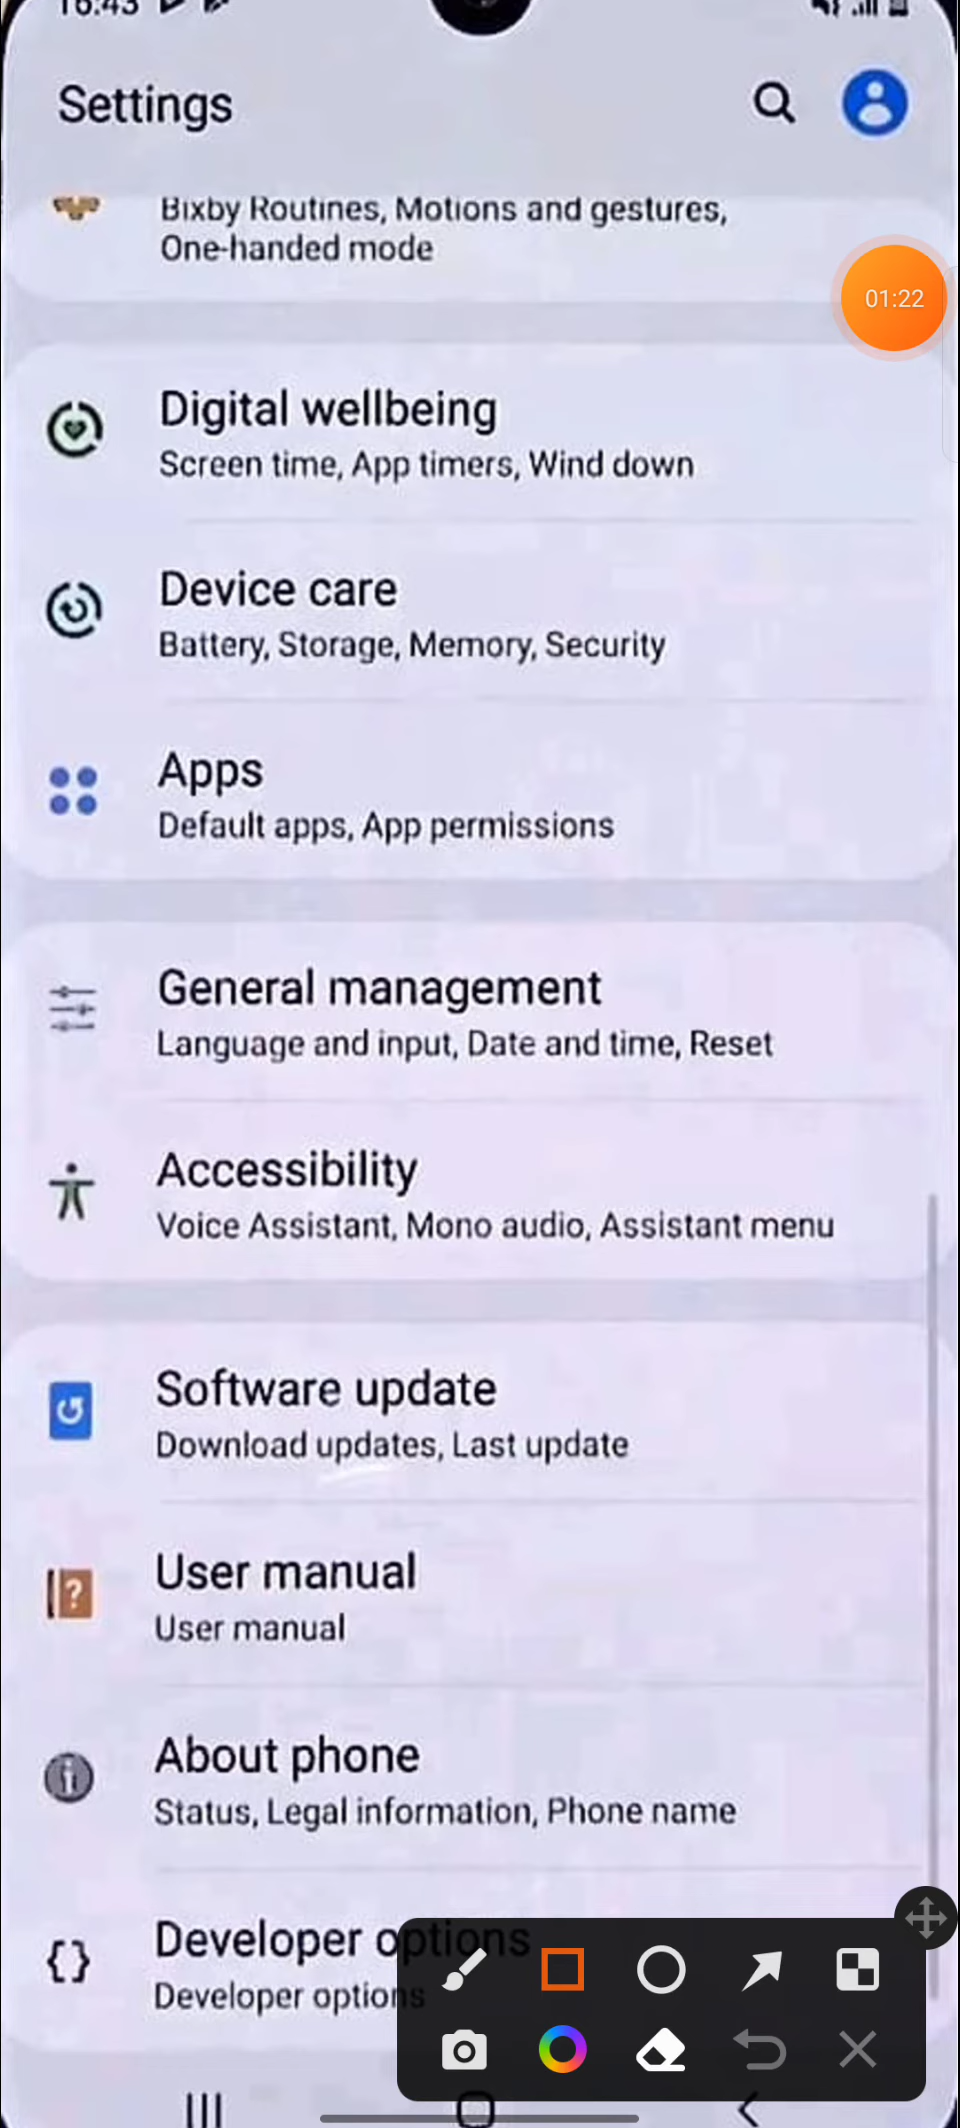 16:43
Settings
Bixby Routines, Motions and gestures,
One-handed mode
01:22
Digital wellbeing
Screen time, App timers, Wind down
Device care
Battery, Storage, Memory, Security
Apps
Default apps, App permissions
General management
Language and input, Date and time, Reset
Accessibility
Voice Assistant, Mono audio, Assistant menu
Software update
Download updates, Last update
User manual
User manual
About phone
Status, Legal information, Phone name
Developer options
Developer options